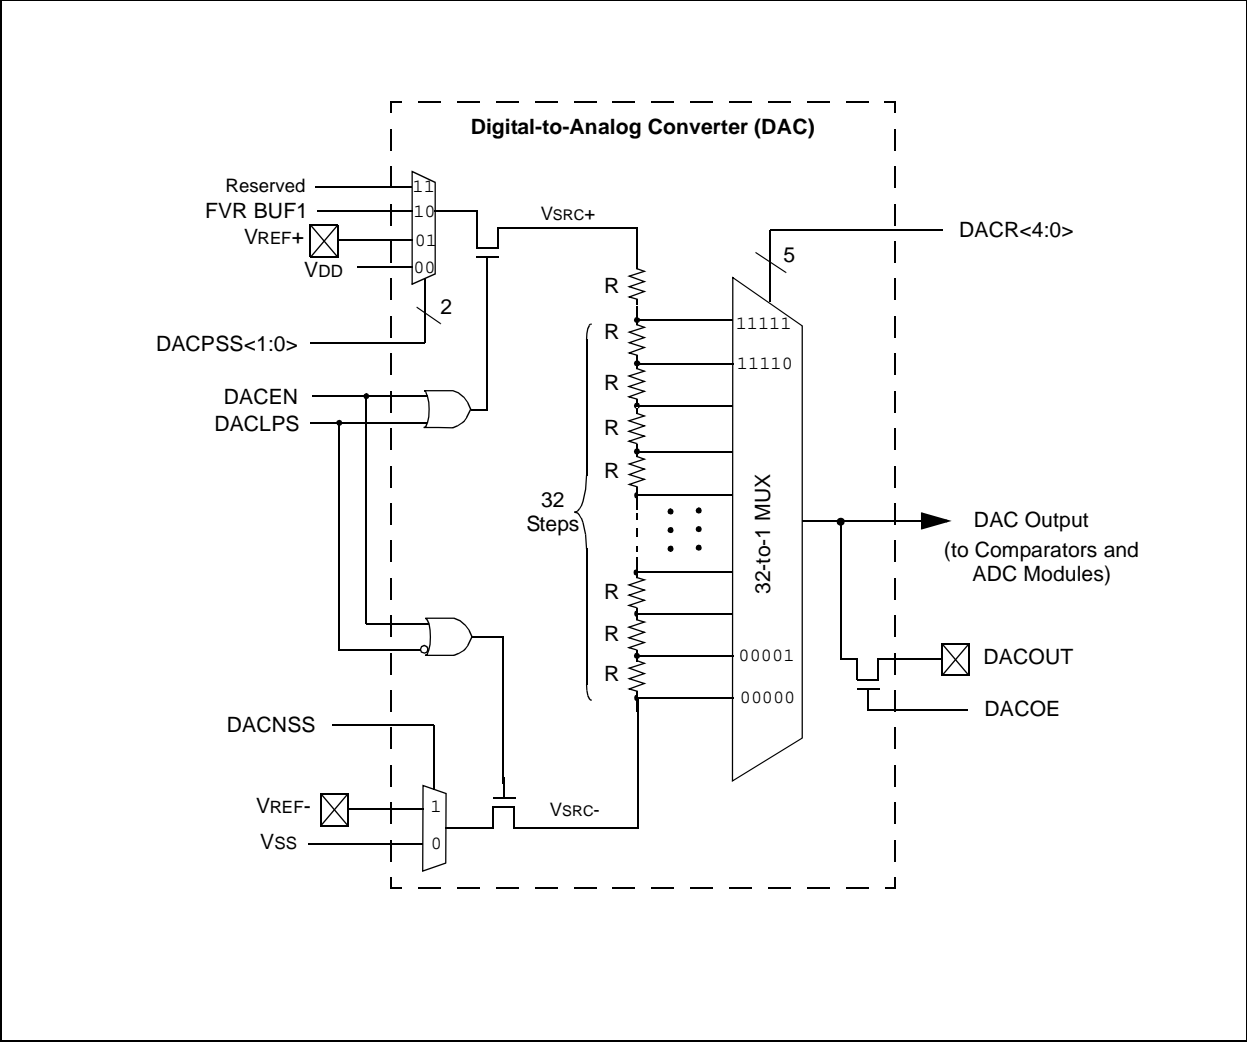 Digital-to-Analog Converter (DAC)
Reserved
11
FVR BUF1
10
VREF+
01
VDD
00
VSRC+
DACR<4:0>
5
2
DACPSS<1:0>
DACEN
DACLPS
R
R
R
R
R
32
Steps
R
R
R
11111
11110
32-to-1 MUX
00001
00000
DAC Output
(to Comparators and
ADC Modules)
DACOUT
DACOE
DACNSS
VREF-
1
VSS
0
VSRC-